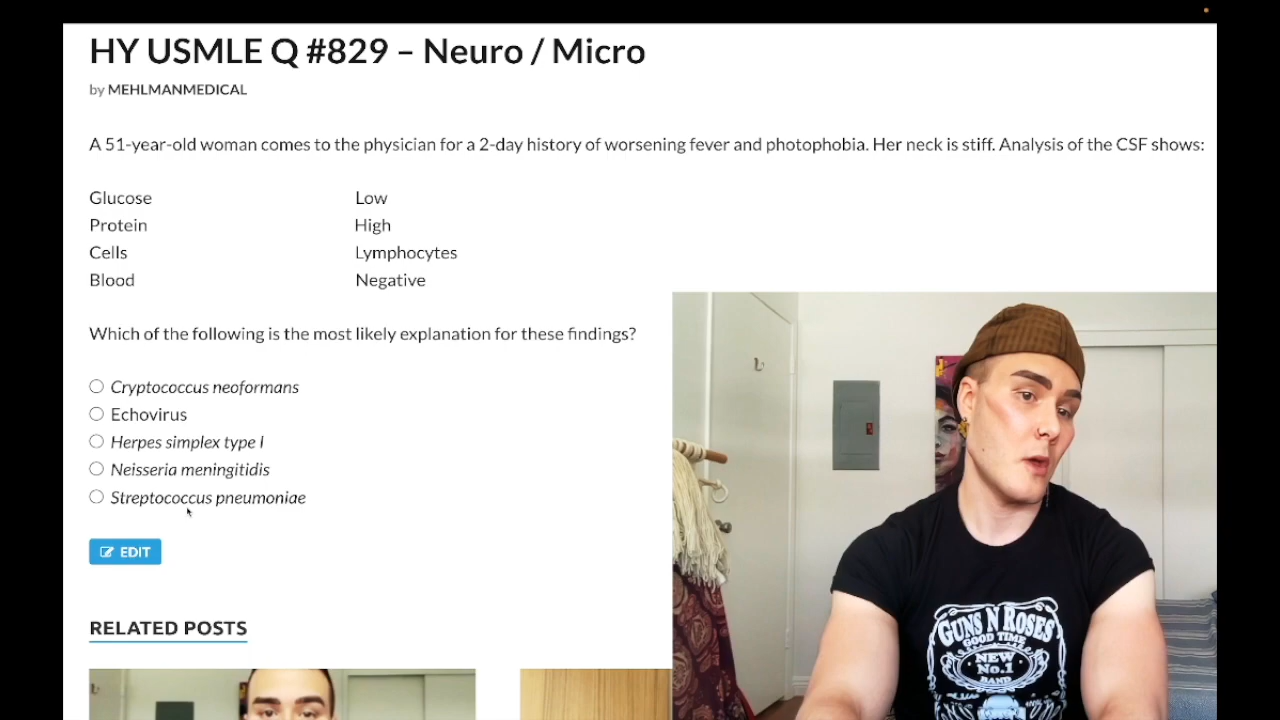 HY USMLE Q #829 – Neuro / Micro
by MEHLMANMEDICAL
A 51-year-old woman comes to the physician for a 2-day history of worsening fever and photophobia. Her neck is stiff. Analysis of the CSF shows:
Glucose Low
Protein High
Cells Lymphocytes
Blood Negative
Which of the following is the most likely explanation for these findings?
Cryptococcus neoformans
Echovirus
Herpes simplex type I
Neisseria meningitidis
Streptococcus pneumoniae
EDIT
RELATED POSTS
GUNS N ROSES
GOOD TIME
NEW
No.1
BAND